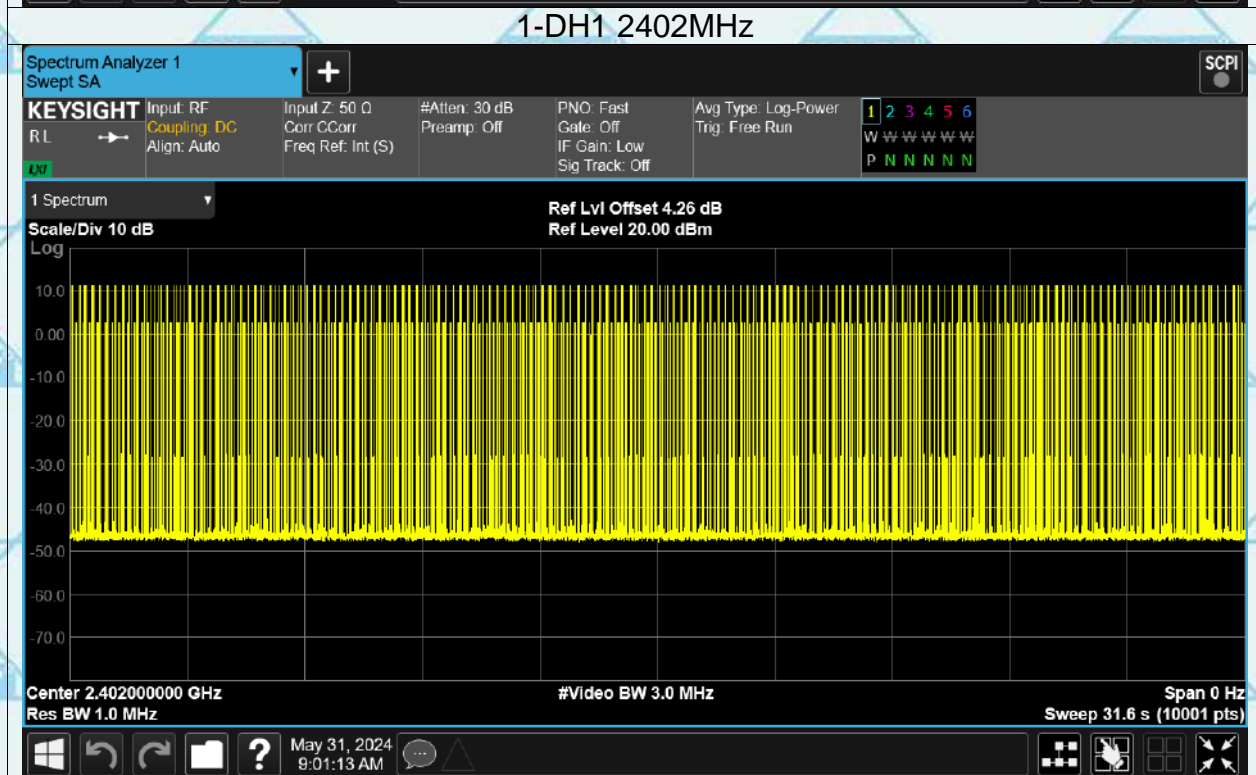 1-DH1 2402MHz
Spectrum Analyzer 1
Swept SA
SCPI
KEYSIGHT Input: RF Input Z: 50 Ω #Atten: 30 dB PNO: Fast Avg Type: Log-Power 1 2 3 4 5 6
RL Coupling: DC Corr CCorr Preamp: Off Gate: Off Trig: Free Run W W W W W W
Align: Auto Freq Ref: Int (S) IF Gain: Low P N N N N N
LXI Sig Track: Off
1 Spectrum
Ref Lvl Offset 4.26 dB
Scale/Div 10 dB Ref Level 20.00 dBm
Log
10.0
0.00
-10.0
-20.0
-30.0
-40.0
-50.0
-60.0
-70.0
Center 2.402000000 GHz #Video BW 3.0 MHz Span 0 Hz
Res BW 1.0 MHz Sweep 31.6 s (10001 pts)
? May 31, 2024
9:01:13 AM